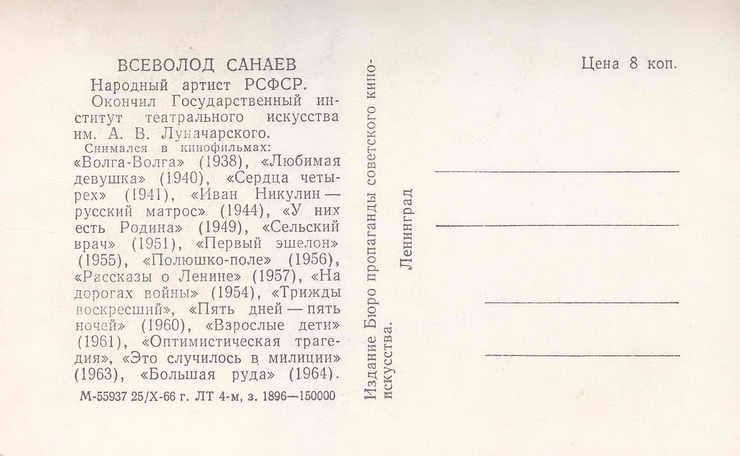 ВСЕВОЛОД САНАЕВ
Народный артист РСФСР.
Окончил Государственный ин-
ститут театрального искусства
им. А. В. Луначарского.
Снимался в кинофильмах:
«Волга-Волга» (1938), «Любимая
девушка» (1940), «Сердца четы-
рех» (1941), «Иван Никулин —
русский матрос» (1944), «У них
есть Родина» (1949), «Сельский
врач» (1951), «Первый эшелон»
(1955), «Полюшко-поле» (1956),
«Рассказы о Ленине» (1957), «На
дорогах войны» (1954), «Трижды
воскресший», «Пять дней — пять
ночей» (1960), «Взрослые дети»
(1961), «Оптимистическая траге-
дия», «Это случилось в милиции»
(1963), «Большая руда» (1964).
М-55937 25/X-66 г. ЛТ 4-м, з. 1896—150000
Издание Бюро пропаганды советского кино-
искусства.
Ленинград
Цена 8 коп.